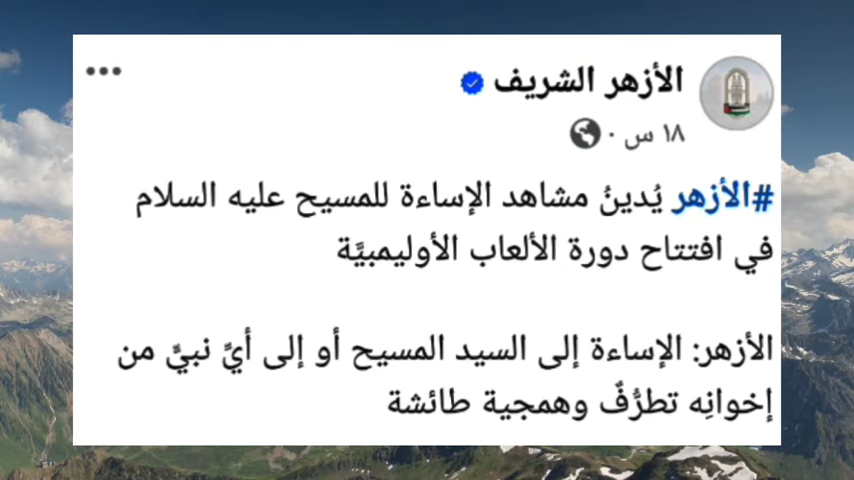 الأزهر الشريف
١٨ س ·
#الأزهر يُدينُ مشاهد الإساءة للمسيح عليه السلام
في افتتاح دورة الألعاب الأوليمبيَّة
الأزهر: الإساءة إلى السيد المسيح أو إلى أيِّ نبيٍّ من
إخوانِه تطرُّفٌ وهمجية طائشة